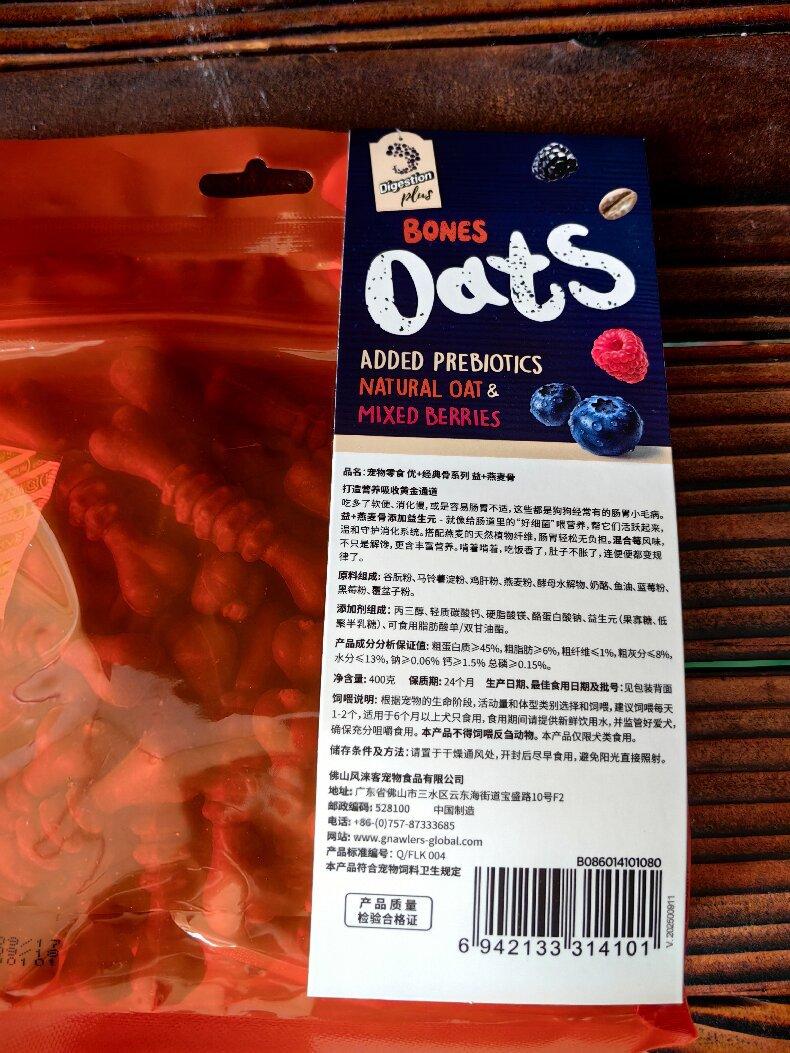 Digestion
plus
BONES
Oats
ADDED PREBIOTICS
NATURAL OAT &
MIXED BERRIES
品名:宠物零食 优+经典骨系列 益+燕麦骨
打造营养吸收黄金通道
吃多了软便、消化慢,或是容易肠胃不适,这些都是狗狗经常有的肠胃小毛病。
益+燕麦骨添加益生元 - 就像给肠道里的“好细菌”喂营养,帮它们活跃起来,
温和守护消化系统。搭配燕麦的天然植物纤维,肠胃轻松无负担。混合莓风味,
不只是解馋,更含丰富营养。啃着啃着,吃饭香了,肚子不胀了,连便便都变规
律了。
原料组成: 谷朊粉、马铃薯淀粉、鸡肝粉、燕麦粉、酵母水解物、奶酪、鱼油、蓝莓粉、
黑莓粉、覆盆子粉。
添加剂组成: 丙三醇、轻质碳酸钙、硬脂酸镁、酪蛋白酸钠、益生元(果寡糖、低
聚半乳糖)、可食用脂肪酸单/双甘油酯。
产品成分分析保证值: 粗蛋白质≥45%, 粗脂肪≥6%, 粗纤维≤1%, 粗灰分≤8%,
水分≤13%, 钠≥0.06% 钙≥1.5% 总磷≥0.15%。
净含量: 400克 保质期: 24个月 生产日期、最佳食用日期及批号: 见包装背面
饲喂说明: 根据宠物的生命阶段, 活动量和体型类别选择和饲喂, 建议饲喂每天
1-2个, 适用于6个月以上犬只食用, 食用期间请提供新鲜饮用水, 并监管好爱犬,
确保充分咀嚼食用。本产品不得饲喂反刍动物。本产品仅限犬类食用。
储存条件及方法: 请置于干燥通风处, 开封后尽早食用, 避免阳光直接照射。
佛山风涞客宠物食品有限公司
地址: 广东省佛山市三水区云东海街道宝盛路10号F2
邮政编码: 528100 中国制造
电话: +86-(0)757-87333685
网站: www.gnawlers-global.com
产品标准编号: Q/FLK 004
本产品符合宠物饲料卫生规定
产品质量
检验合格证
B086014101080
6 942133 314101
V.202500911